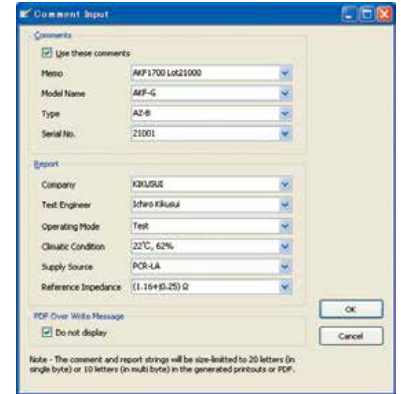 Comment Input
Comments
Use these comments
Memo AKF1700 Lot21000
Model Name AKF-G
Type AZ-B
Serial No. 21001
Report
Company KIKUSUI
Test Engineer Ichiro Kikusui
Operating Mode Test
Climatic Condition 22℃, 62%
Supply Source PCR-LA
Reference Impedance (1.16+j0.25) Ω
PDF Over Write Message
Do not display
OK
Cancel
Note - The comment and report strings will be size-limited to 20 letters (in
single byte) or 10 letters (in multi byte) in the generated printouts or PDF.